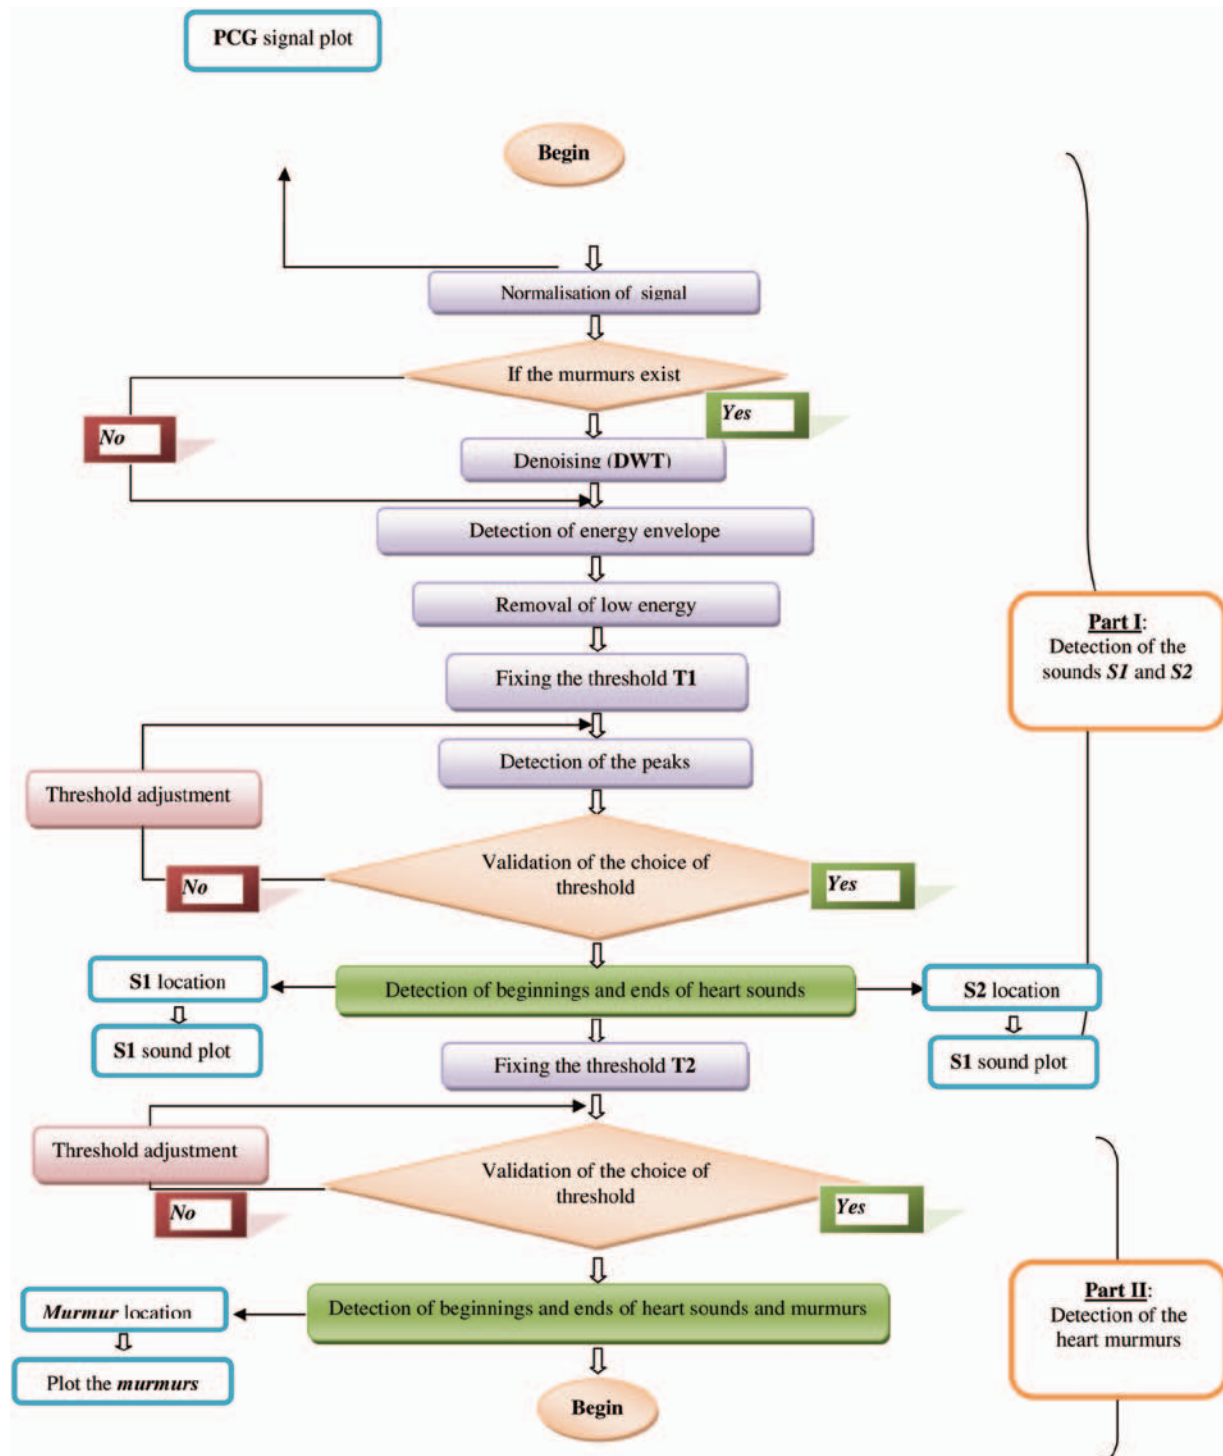 PCG signal plot
Begin
Normalisation of signal
If the murmurs exist
No
Yes
Denoising (DWT)
Detection of energy envelope
Removal of low energy
Part I:
Detection of the
sounds S1 and S2
Fixing the threshold T1
Detection of the peaks
Threshold adjustment
Validation of the choice of
threshold
No
Yes
S1 location
Detection of beginnings and ends of heart sounds
S2 location
S1 sound plot
Fixing the threshold T2
S1 sound plot
Threshold adjustment
Validation of the choice of
threshold
No
Yes
Murmur location
Detection of beginnings and ends of heart sounds and murmurs
Part II:
Detection of the
heart murmurs
Plot the murmurs
Begin